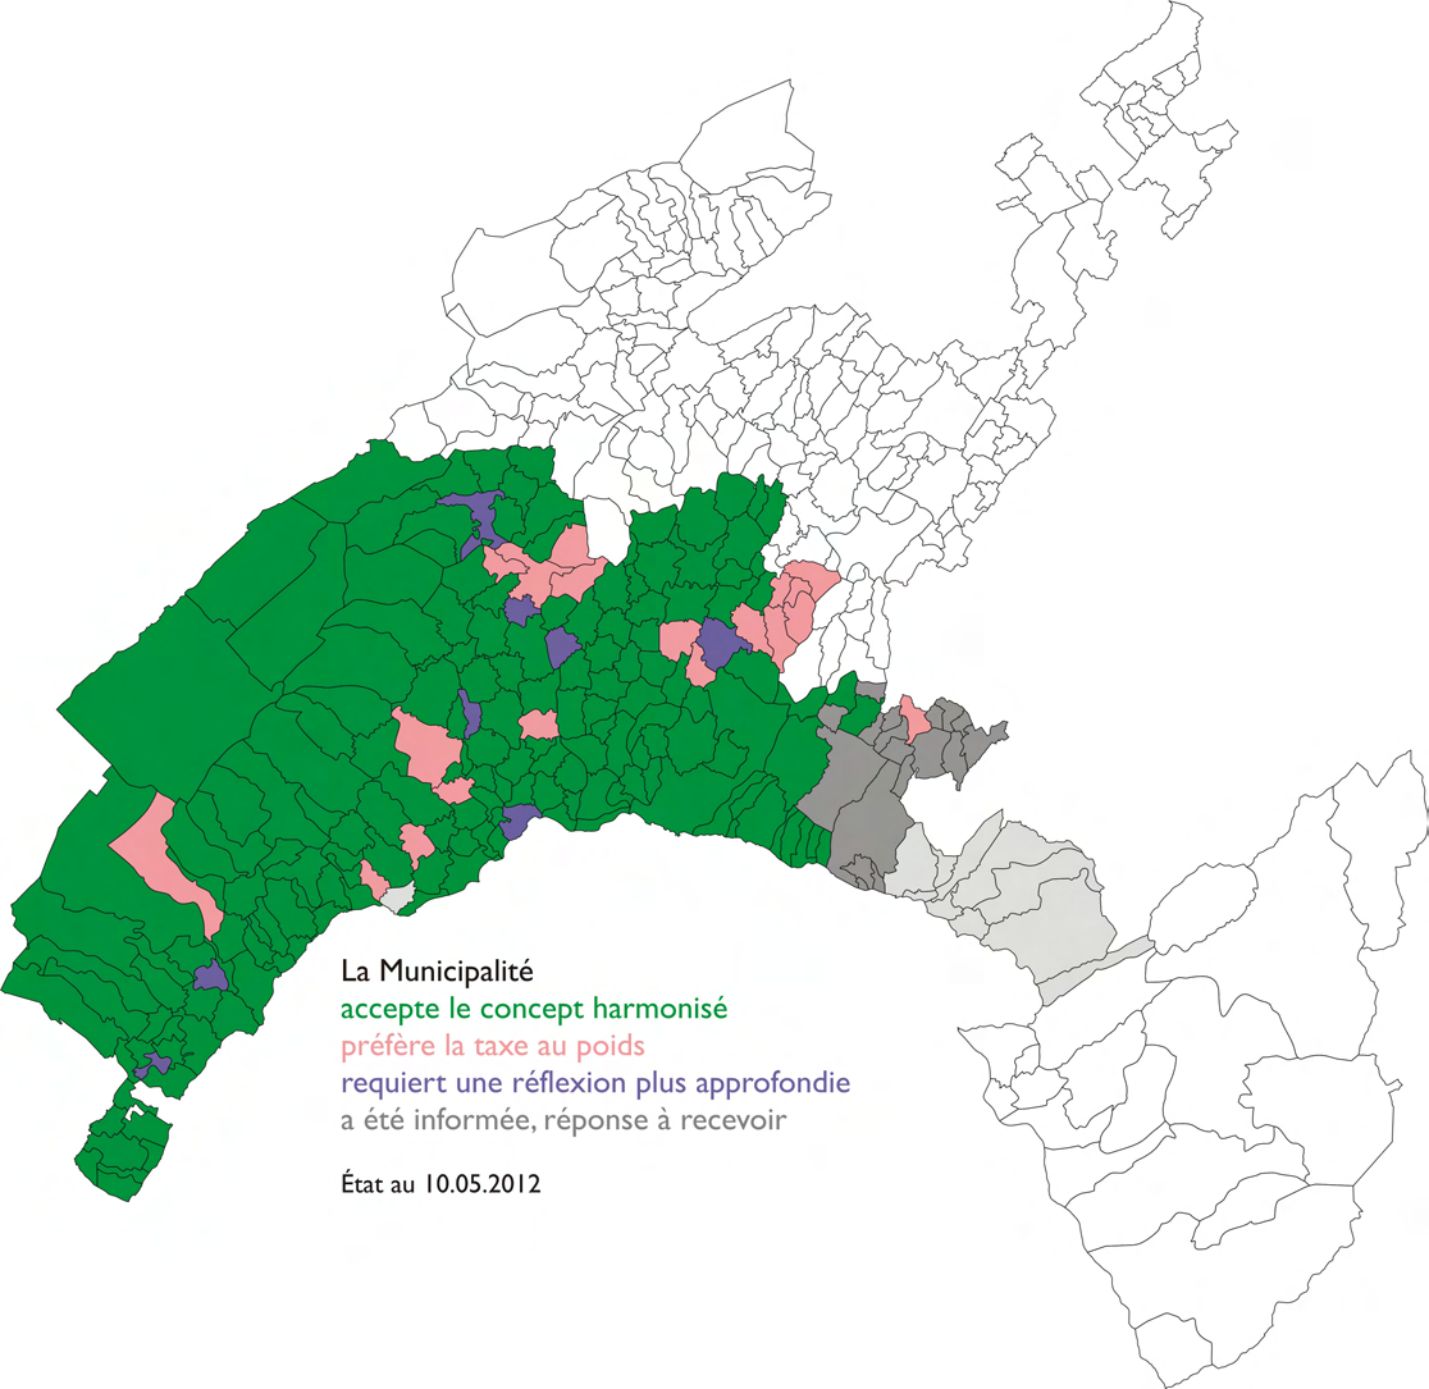 La Municipalité
accepte le concept harmonisé
préfère la taxe au poids
requiert une réflexion plus approfondie
a été informée, réponse à recevoir
État au 10.05.2012